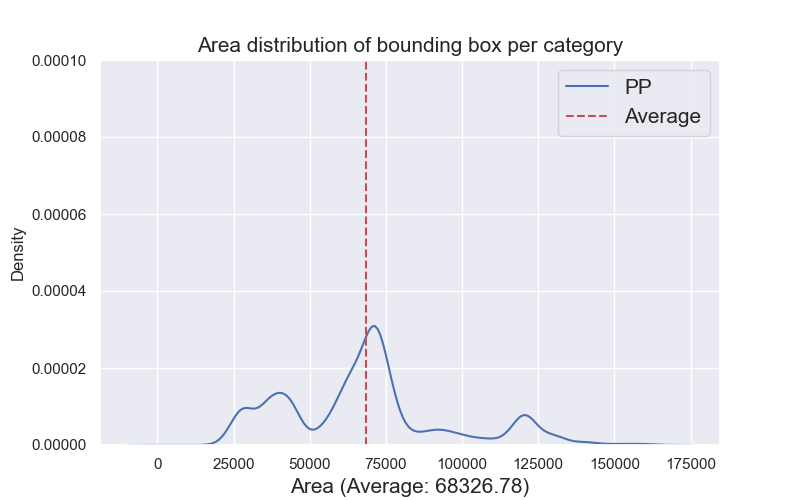 Area distribution of bounding box per category
0.00010
0.00008
0.00006
0.00004
0.00002
0.00000
Density
PP
Average
0 25000 50000 75000 100000 125000 150000 175000
Area (Average: 68326.78)